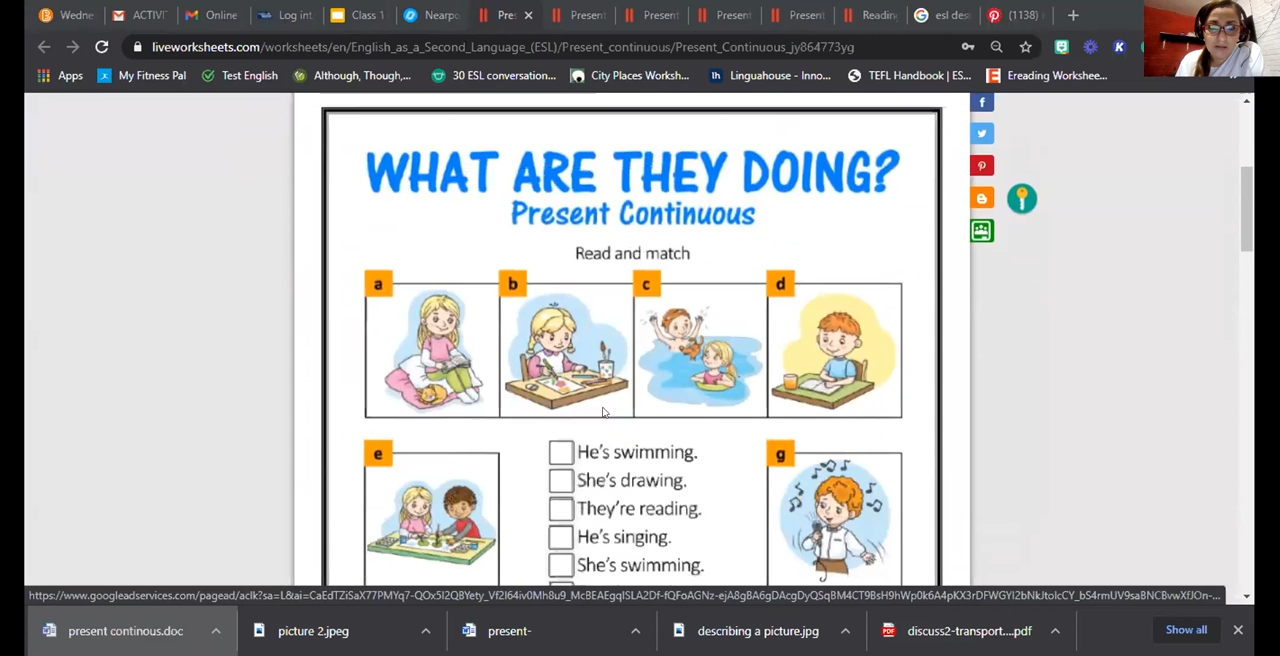 Wedne
ACTIVI
Online
Log int
Class 1
Nearpo
Pres
Present
Present
Present
Present
Reading
esl des
(1138)
liveworksheets.com/worksheets/en/English_as_a_Second_Language_(ESL)/Present_continuous/Present_Continuous_jy864773yg
Apps
My Fitness Pal
Test English
Although, Though,...
30 ESL conversation...
City Places Worksh...
Linguahouse - Inno...
TEFL Handbook | ES...
Ereading Workshee...
WHAT ARE THEY DOING?
Present Continuous
Read and match
a
b
c
d
e
He's swimming.
She's drawing.
They're reading.
He's singing.
She's swimming.
g
present continous.doc
picture 2.jpeg
present-
describing a picture.jpg
discuss2-transport....pdf
Show all